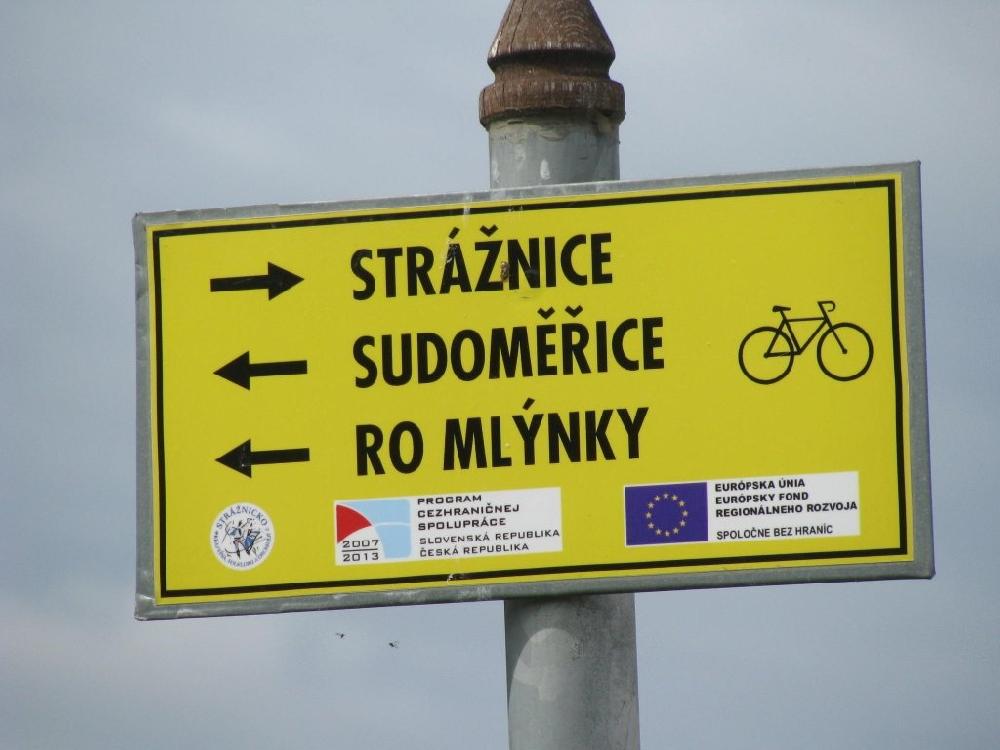 STRÁŽNICE
SUDOMĚŘICE
RO MLÝNKY
STRÁŽNICKO
PROGRAM
CEZHRANIČNEJ
SPOLUPRÁCE
SLOVENSKÁ REPUBLIKA
ČESKÁ REPUBLIKA
2007
2013
EURÓPSKA ÚNIA
EURÓPSKY FOND
REGIONÁLNEHO ROZVOJA
SPOLOČNE BEZ HRANÍC